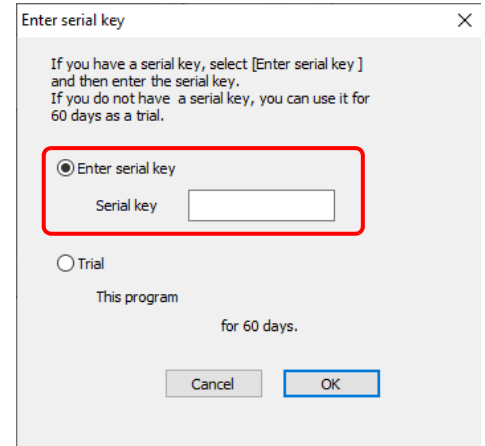 Enter serial key
If you have a serial key, select [Enter serial key ]
and then enter the serial key.
If you do not have a serial key, you can use it for
60 days as a trial.
Enter serial key
Serial key
Trial
This program
for 60 days.
Cancel OK